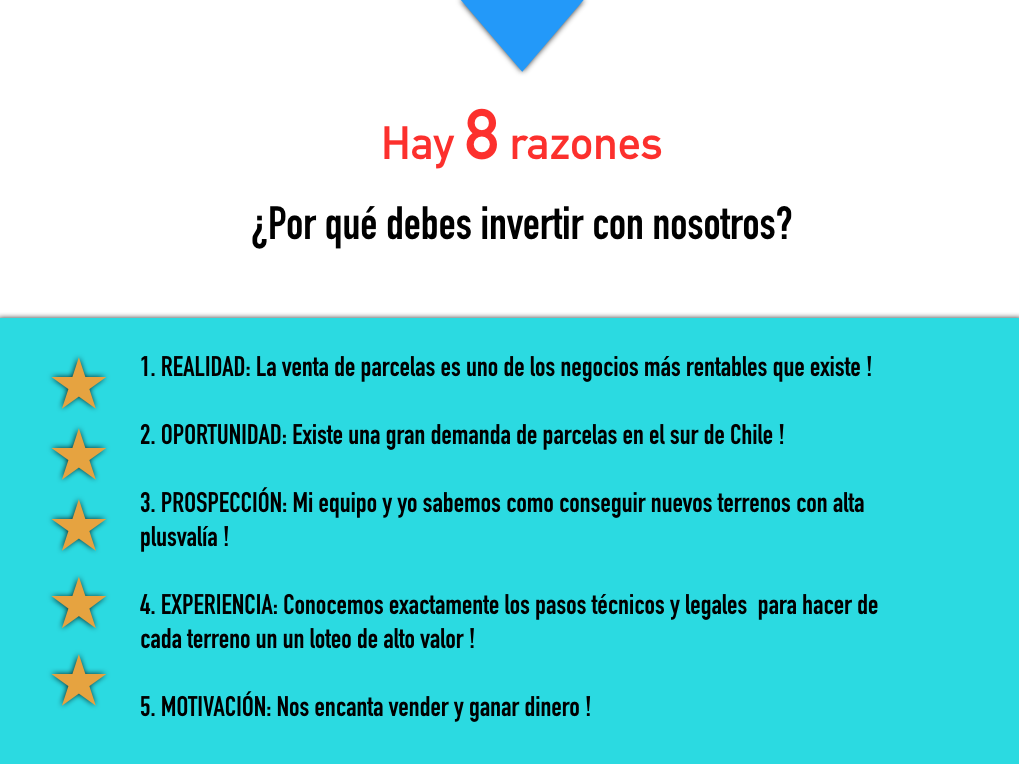 Hay 8 razones
¿Por qué debes invertir con nosotros?
1. REALIDAD: La venta de parcelas es uno de los negocios más rentables que existe !
2. OPORTUNIDAD: Existe una gran demanda de parcelas en el sur de Chile !
3. PROSPECCIÓN: Mi equipo y yo sabemos como conseguir nuevos terrenos con alta
plusvalía !
4. EXPERIENCIA: Conocemos exactamente los pasos técnicos y legales  para hacer de
cada terreno un un loteo de alto valor !
5. MOTIVACIÓN: Nos encanta vender y ganar dinero !